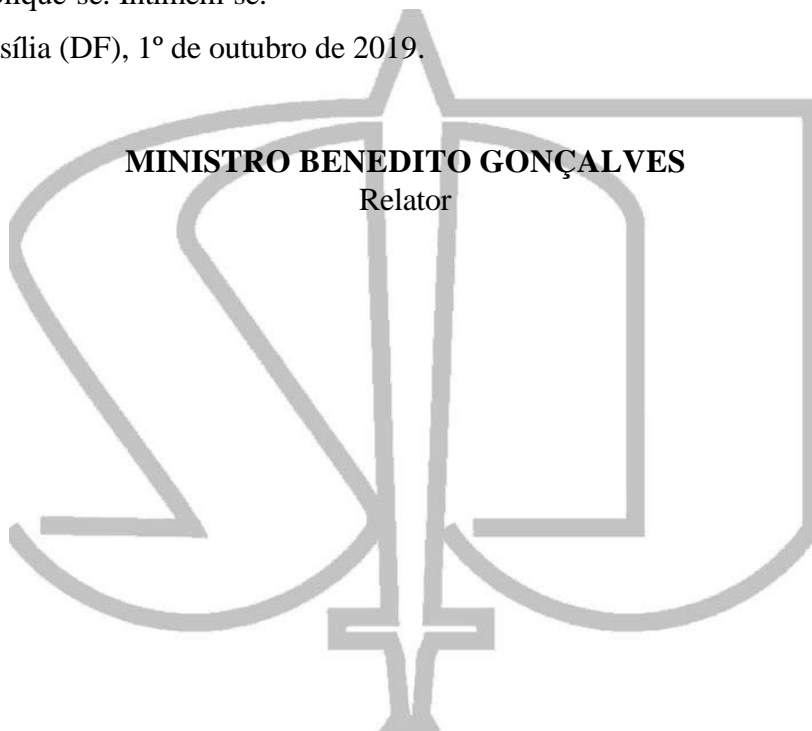 blique-se. Intimem-se.
sília (DF), 1º de outubro de 2019.
MINISTRO BENEDITO GONÇALVES
Relator